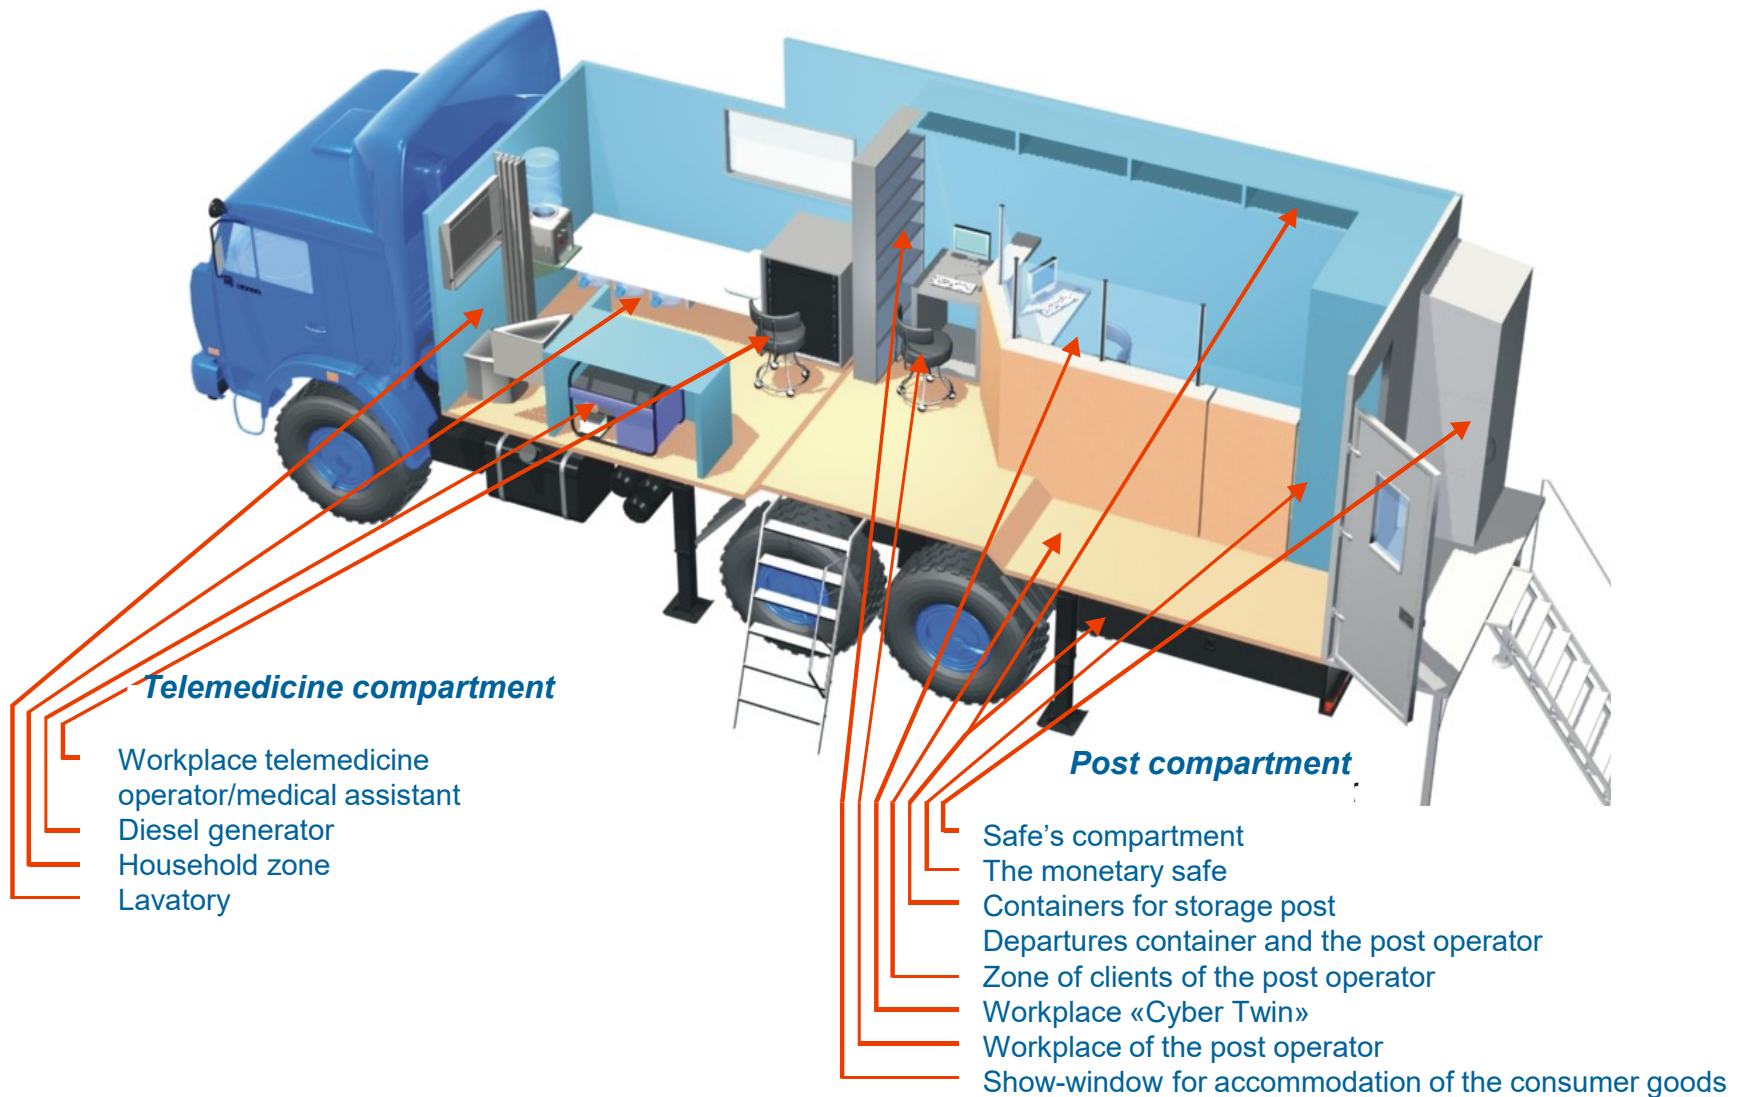 Telemedicine compartment
Workplace telemedicine
operator/medical assistant
Diesel generator
Household zone
Lavatory
Post compartment
Safe’s compartment
The monetary safe
Containers for storage post
Departures container and the post operator
Zone of clients of the post operator
Workplace «Cyber Twin»
Workplace of the post operator
Show-window for accommodation of the consumer goods